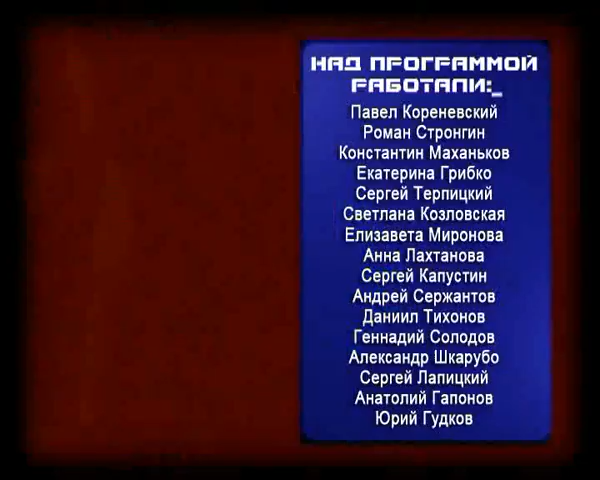 НАД ПРОГРАММОЙ
РАБОТАЛИ:_
Павел Кореневский
Роман Стронгин
Константин Маханьков
Екатерина Грибко
Сергей Терпицкий
Светлана Козловская
Елизавета Миронова
Анна Лахтанова
Сергей Капустин
Андрей Сержантов
Даниил Тихонов
Геннадий Солодов
Александр Шкарубо
Сергей Лапицкий
Анатолий Гапонов
Юрий Гудков